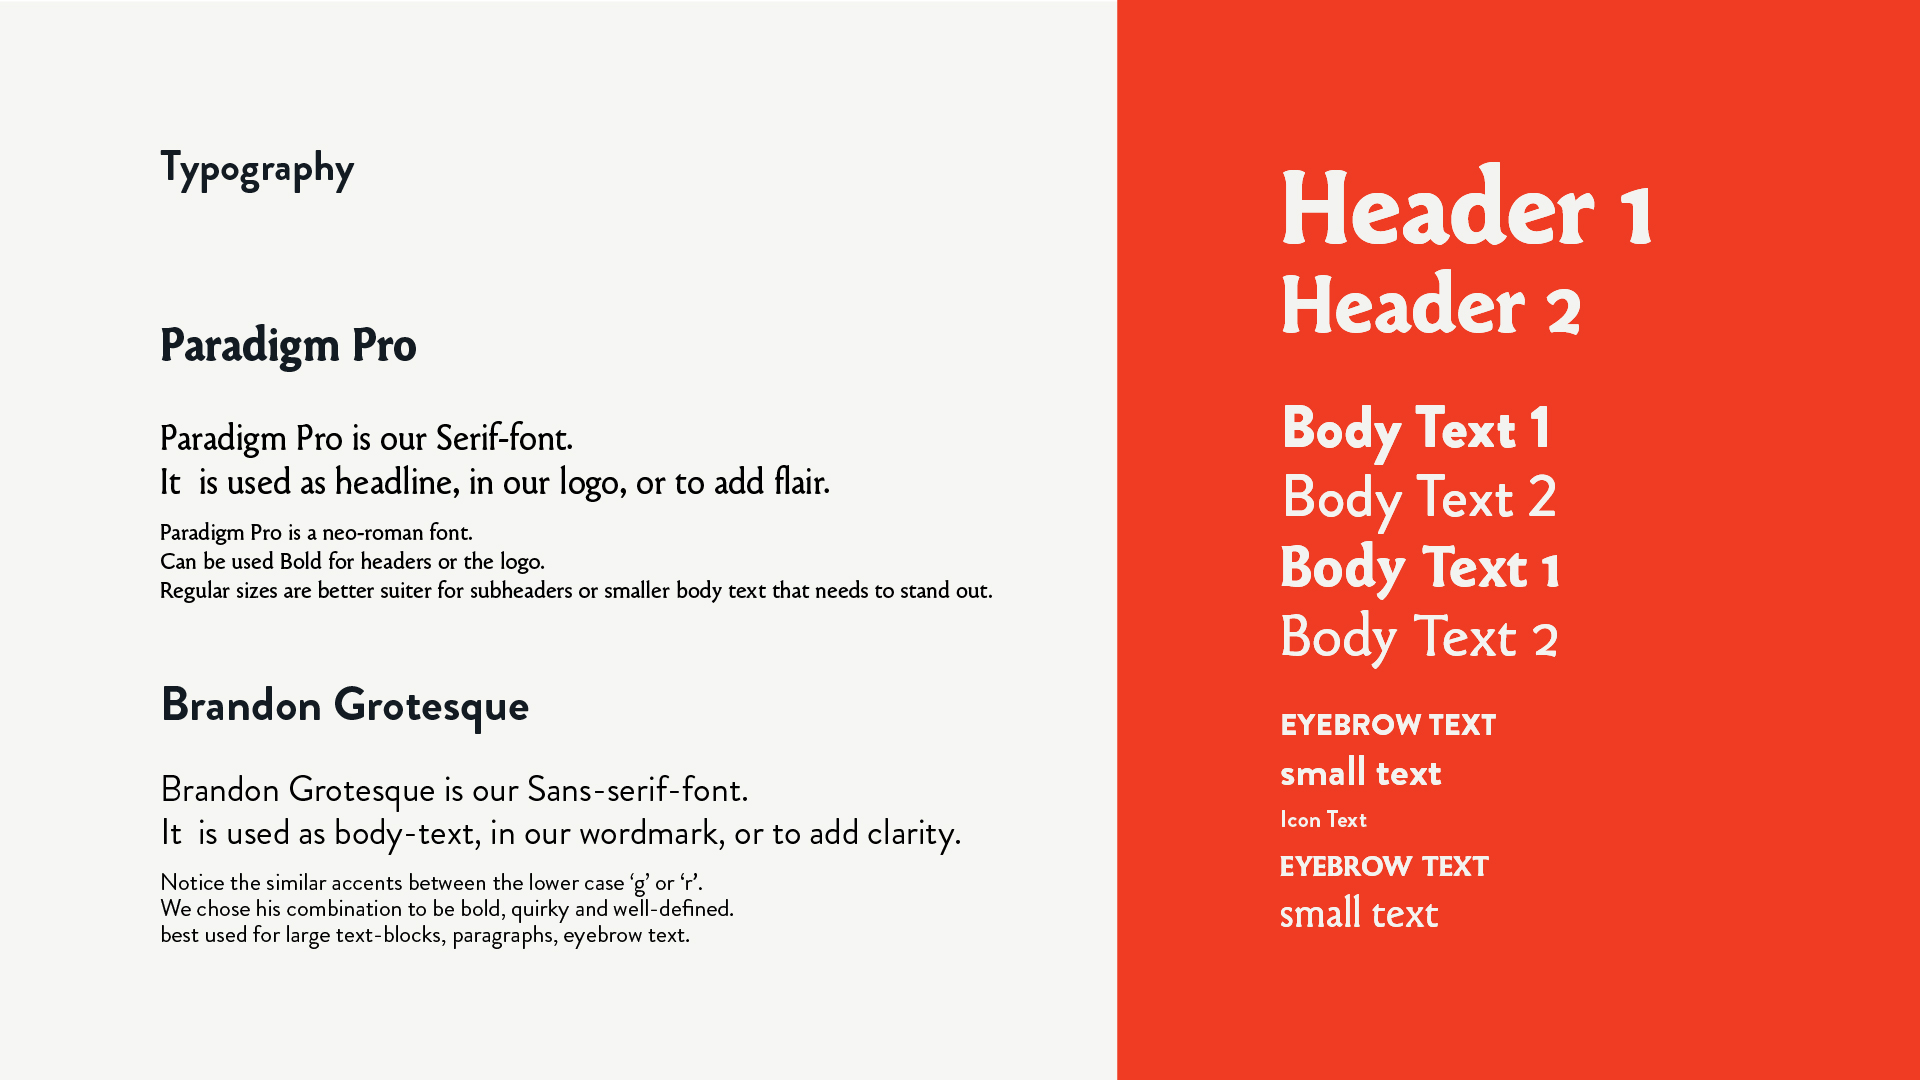 Typography
Paradigm Pro
Paradigm Pro is our Serif-font.
It  is used as headline, in our logo, or to add flair.
Paradigm Pro is a neo-roman font.
Can be used Bold for headers or the logo.
Regular sizes are better suiter for subheaders or smaller body text that needs to stand out.
Brandon Grotesque
Brandon Grotesque is our Sans-serif-font.
It  is used as body-text, in our wordmark, or to add clarity.
Notice the similar accents between the lower case ‘g’ or ‘r’.
We chose his combination to be bold, quirky and well-defined.
best used for large text-blocks, paragraphs, eyebrow text.
Header 1
Header 2
Body Text 1
Body Text 2
Body Text 1
Body Text 2
EYEBROW TEXT
small text
Icon Text
EYEBROW TEXT
small text